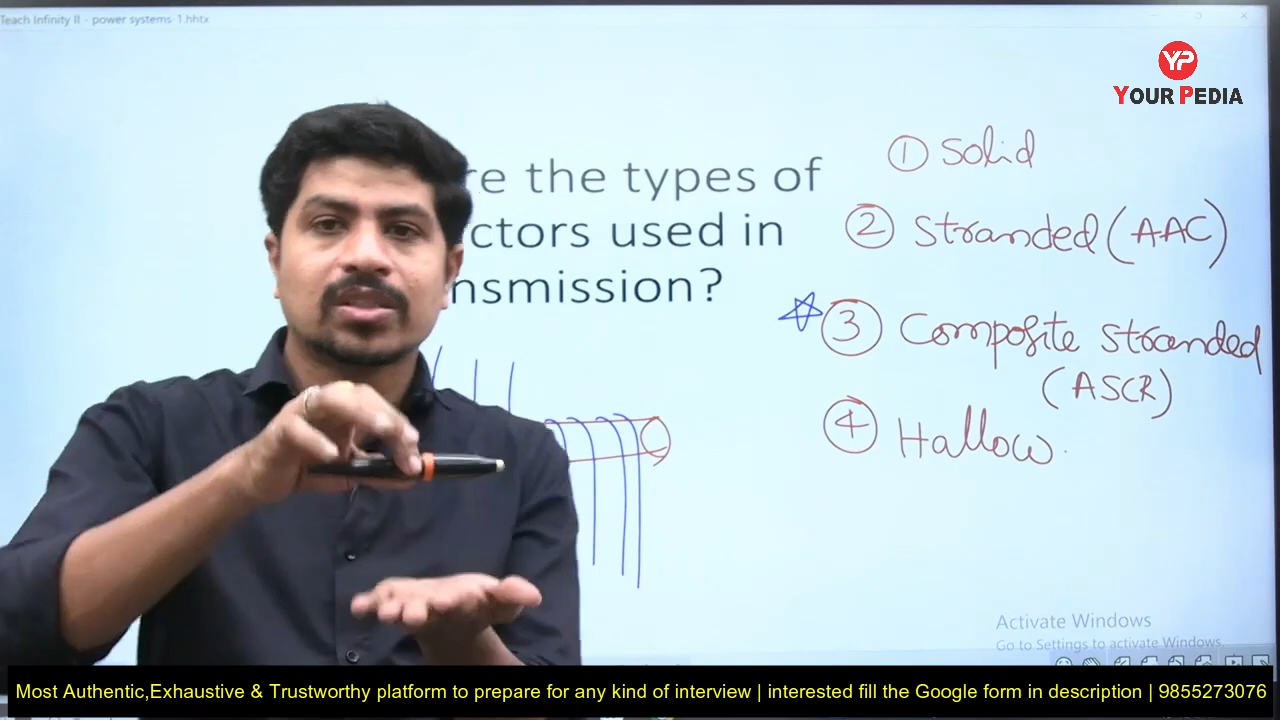 Teach Infinity II - power systems-1.hhtx
YP
YOUR PEDIA
re the types of
ctors used in
nsmission?
① Solid
② Stranded (AAC)
③ Composite Stranded
(ASCR)
④ Hallow
Activate Windows
Go to Settings to activate Windows.
Most Authentic,Exhaustive & Trustworthy platform to prepare for any kind of interview | interested fill the Google form in description | 9855273076